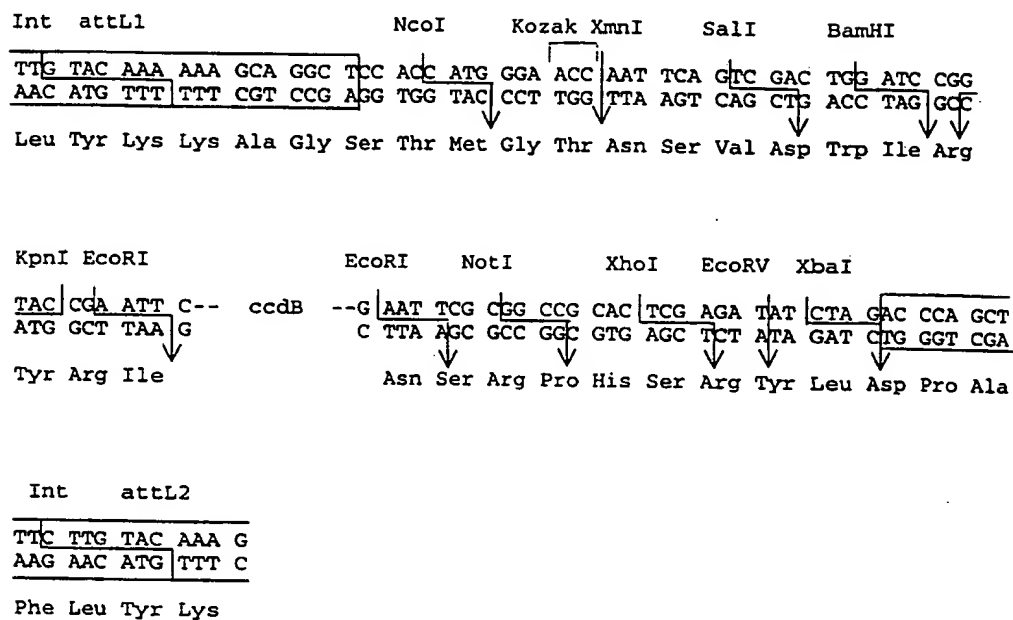 Int attL1 NcoI Kozak XmnI SalI BamHI
TTG TAC AAA AAA GCA GGC TCC ACC ATG GGA ACC AAT TCA GTC GAC TGG ATC CGG
AAC ATG TTT TTT CGT CCG AGG TGG TAC CCT TGG TTA AGT CAG CTG ACC TAG GCC
Leu Tyr Lys Lys Ala Gly Ser Thr Met Gly Thr Asn Ser Val Asp Trp Ile Arg
KpnI EcoRI EcoRI NotI XhoI EcoRV XbaI
TAC CGA ATT C-- ccdB --G AAT TCG CGG CCG CAC TCG AGA TAT CTA GAC CCA GCT
ATG GCT TAA G C TTA AGC GCC GGC GTG AGC TCT ATA GAT CTG GGT CGA
Tyr Arg Ile Asn Ser Arg Pro His Ser Arg Tyr Leu Asp Pro Ala
Int attL2
TTC TTG TAC AAA G
AAG AAC ATG TTT C
Phe Leu Tyr Lys